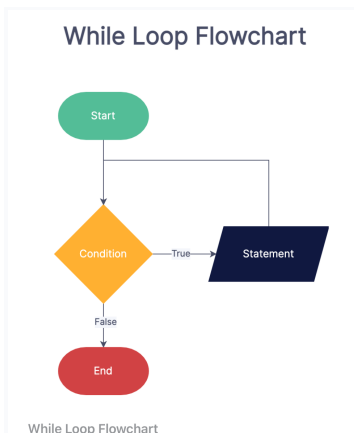 While Loop Flowchart
Start
Condition
True
Statement
False
End
While Loop Flowchart